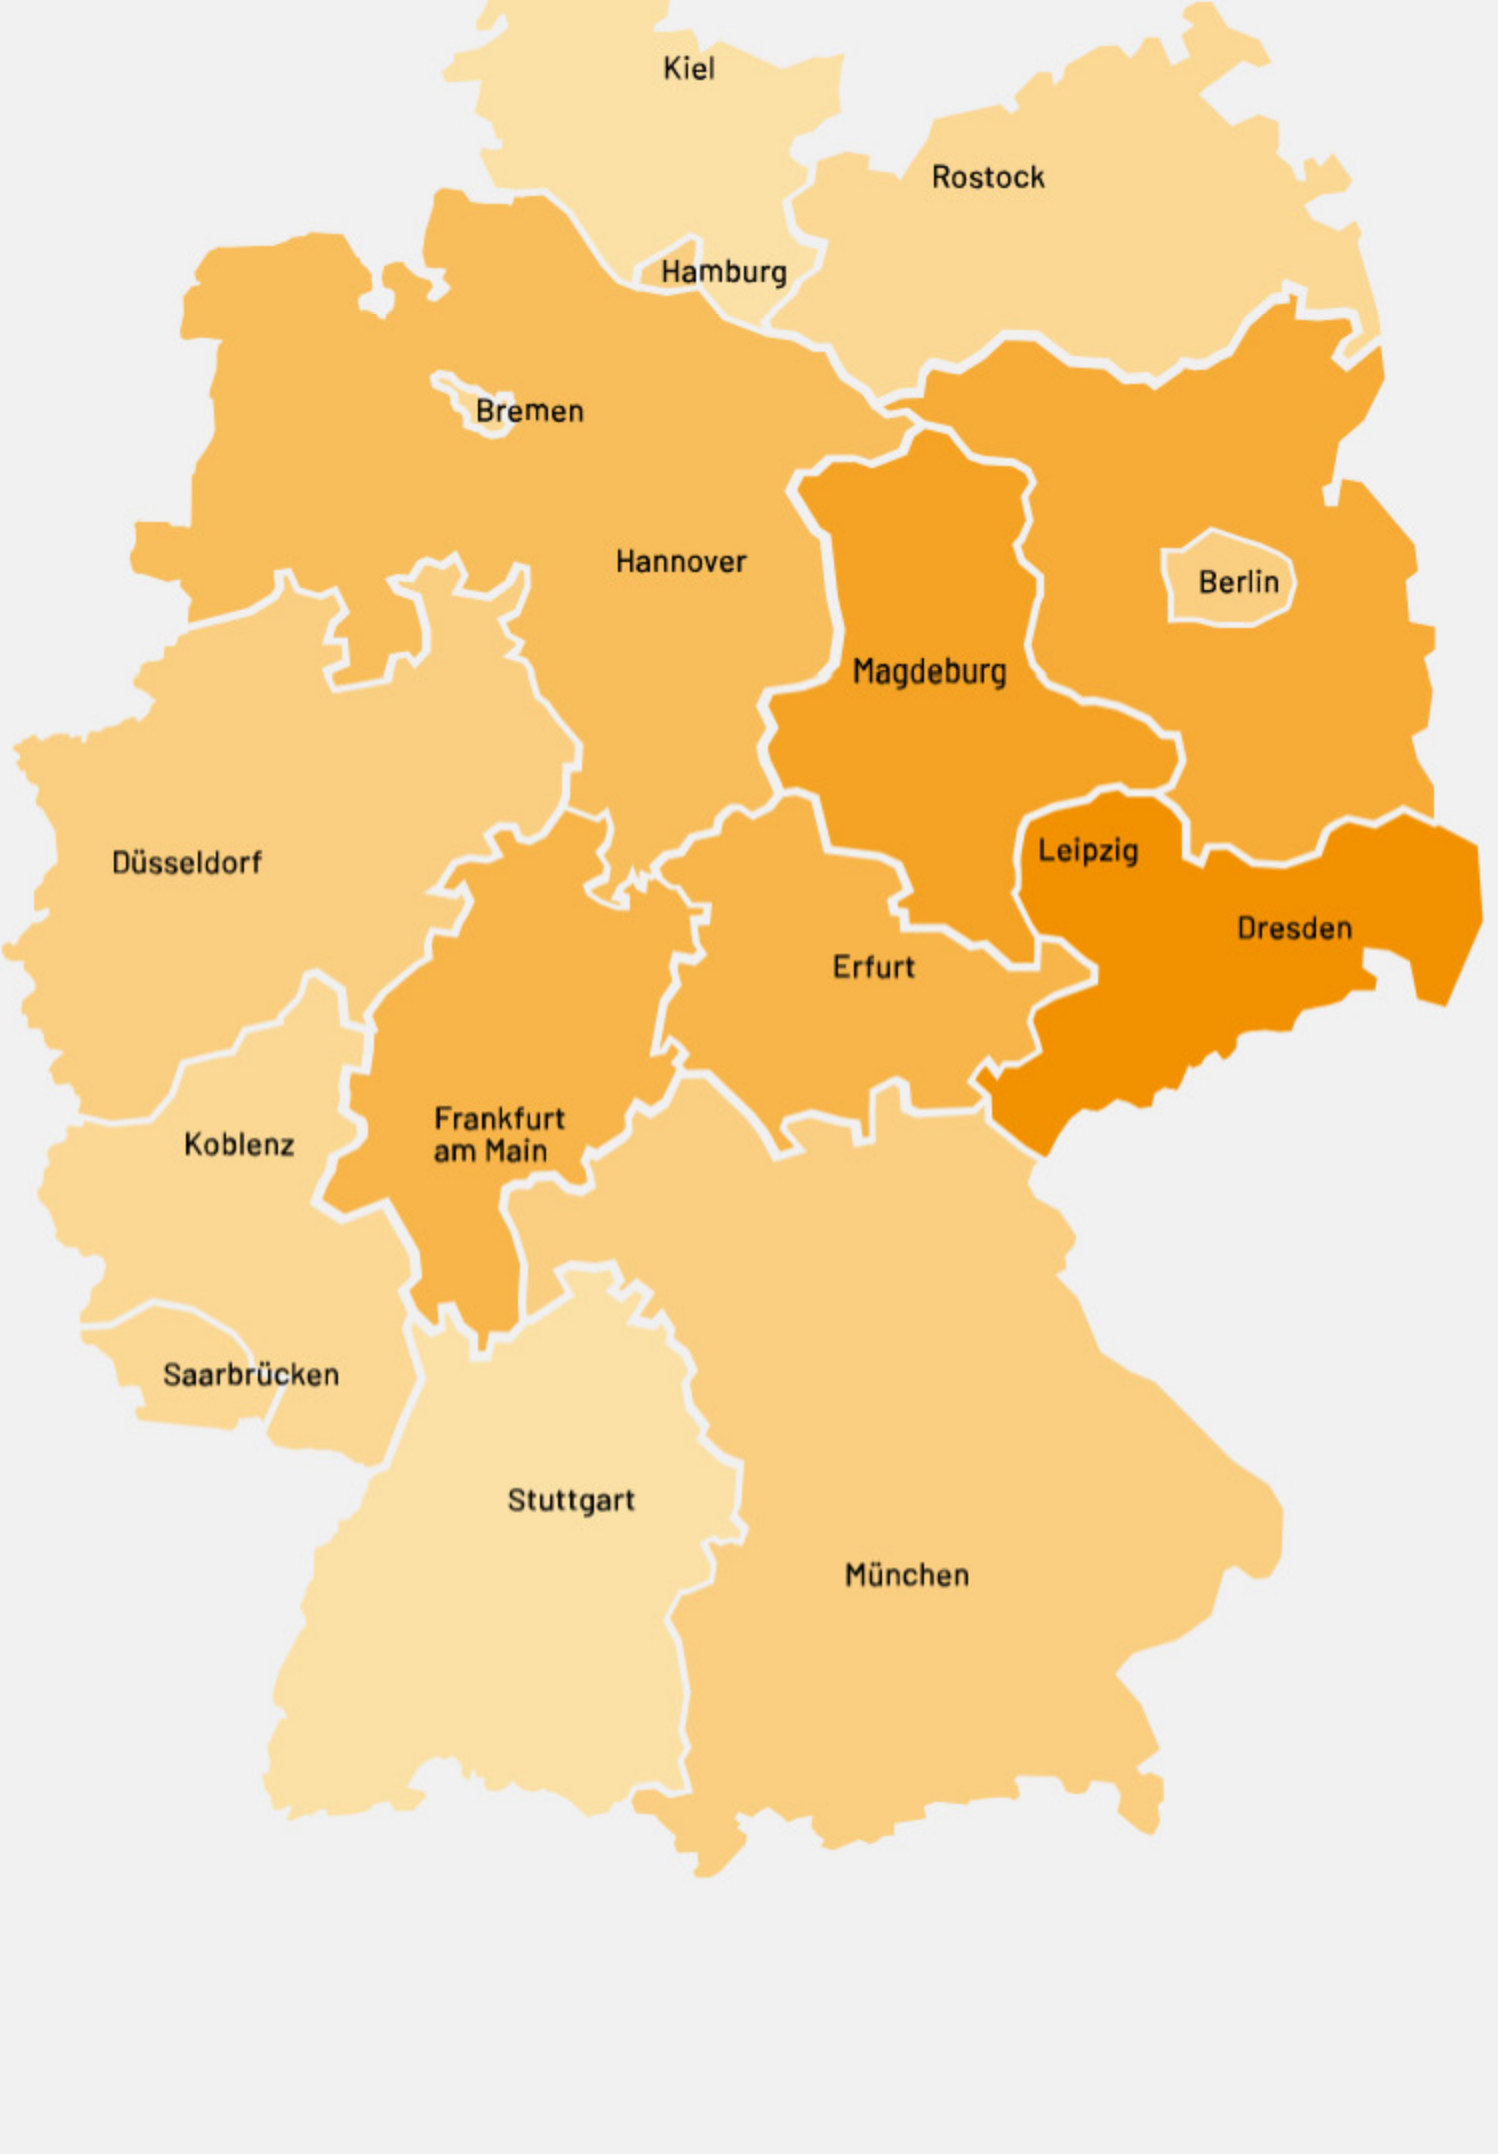 Kiel
Rostock
Hamburg
Bremen
Hannover
Berlin
Magdeburg
Leipzig
Düsseldorf
Dresden
Erfurt
Frankfurt
am Main
Koblenz
Saarbrücken
Stuttgart
München